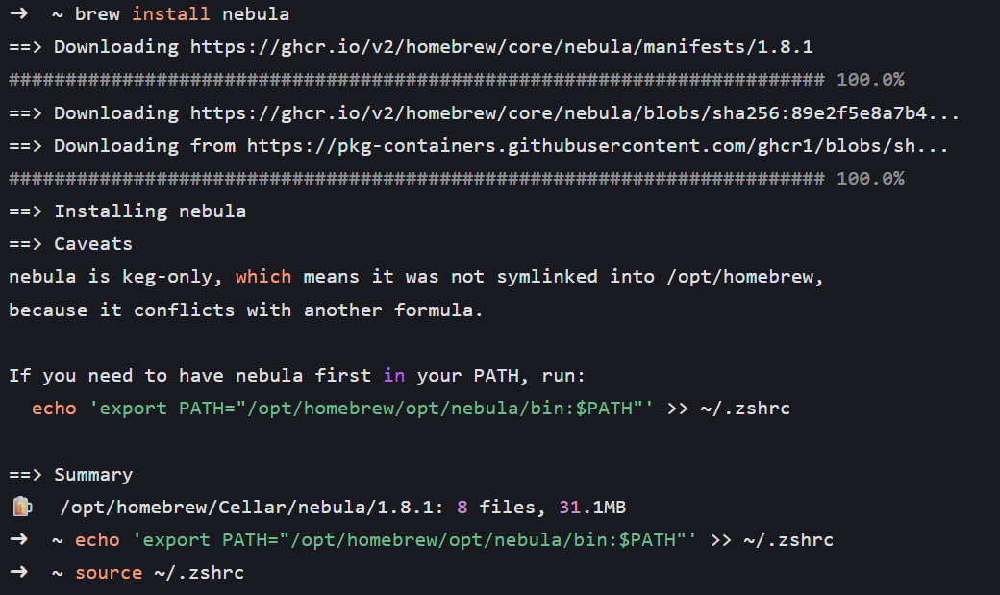 ➜  ~ brew install nebula
==> Downloading https://ghcr.io/v2/homebrew/core/nebula/manifests/1.8.1
######################################################################## 100.0%
==> Downloading https://ghcr.io/v2/homebrew/core/nebula/blobs/sha256:89e2f5e8a7b4...
==> Downloading from https://pkg-containers.githubusercontent.com/ghcr1/blobs/sh...
######################################################################## 100.0%
==> Installing nebula
==> Caveats
nebula is keg-only, which means it was not symlinked into /opt/homebrew,
because it conflicts with another formula.

If you need to have nebula first in your PATH, run:
  echo 'export PATH="/opt/homebrew/opt/nebula/bin:$PATH"' >> ~/.zshrc

==> Summary
🍺  /opt/homebrew/Cellar/nebula/1.8.1: 8 files, 31.1MB
➜  ~ echo 'export PATH="/opt/homebrew/opt/nebula/bin:$PATH"' >> ~/.zshrc
➜  ~ source ~/.zshrc